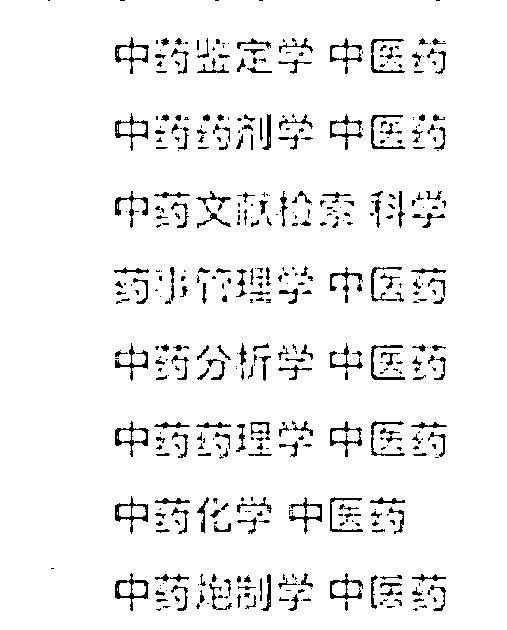 中药鉴定学 中医药
中药药剂学 中医药
中药文献检索 科学
药事管理学 中医药
中药分析学 中医药
中药药理学 中医药
中药化学 中医药
中药炮制学 中医药